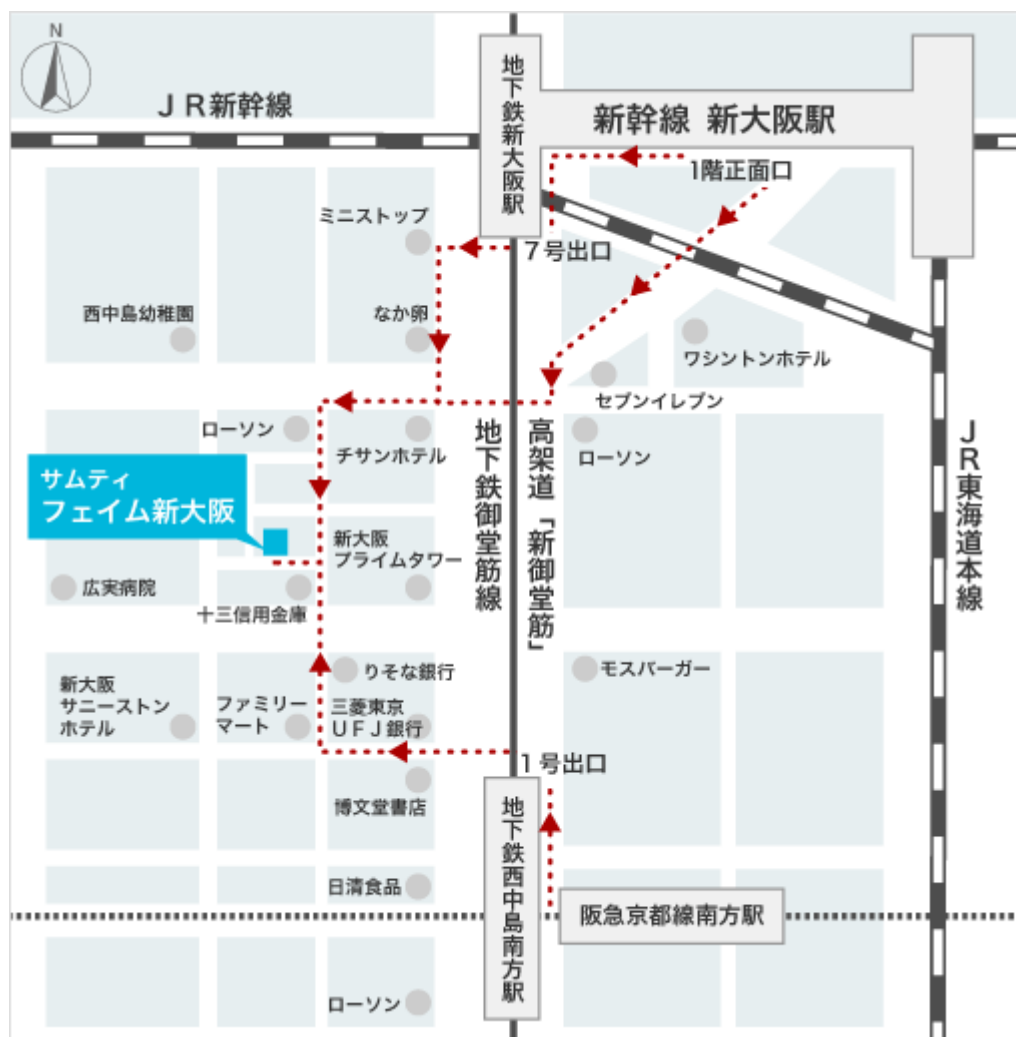 N
ＪＲ新幹線
地下鉄新大阪駅
新幹線 新大阪駅
1階正面口
ミニストップ
７号出口
西中島幼稚園
なか卵
ワシントンホテル
セブンイレブン
ローソン
チサンホテル
地下鉄御堂筋線
高架道「新御堂筋」
ローソン
ＪＲ東海道本線
サムティ
フェイム新大阪
新大阪
プライムタワー
広実病院
十三信用金庫
りそな銀行
モスバーガー
新大阪
サニーストン
ホテル
ファミリー
マート
三菱東京
ＵＦＪ銀行
１号出口
博文堂書店
地下鉄西中島南方駅
日清食品
阪急京都線南方駅
ローソン